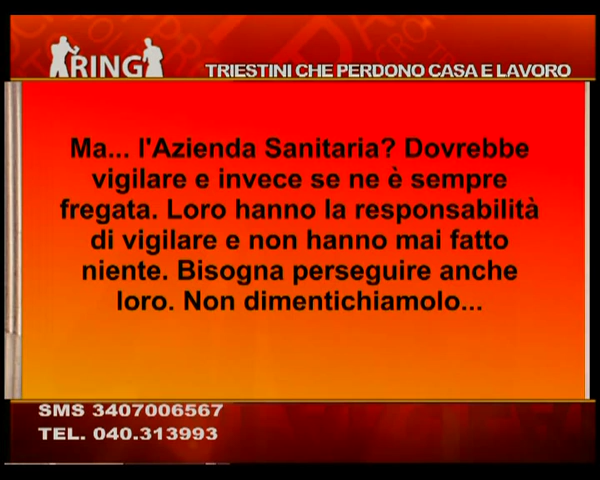 RING
TRIESTINI CHE PERDONO CASA E LAVORO
Ma... l'Azienda Sanitaria? Dovrebbe
vigilare e invece se ne è sempre
fregata. Loro hanno la responsabilità
di vigilare e non hanno mai fatto
niente. Bisogna perseguire anche
loro. Non dimentichiamolo...
SMS 3407006567
TEL. 040.313993